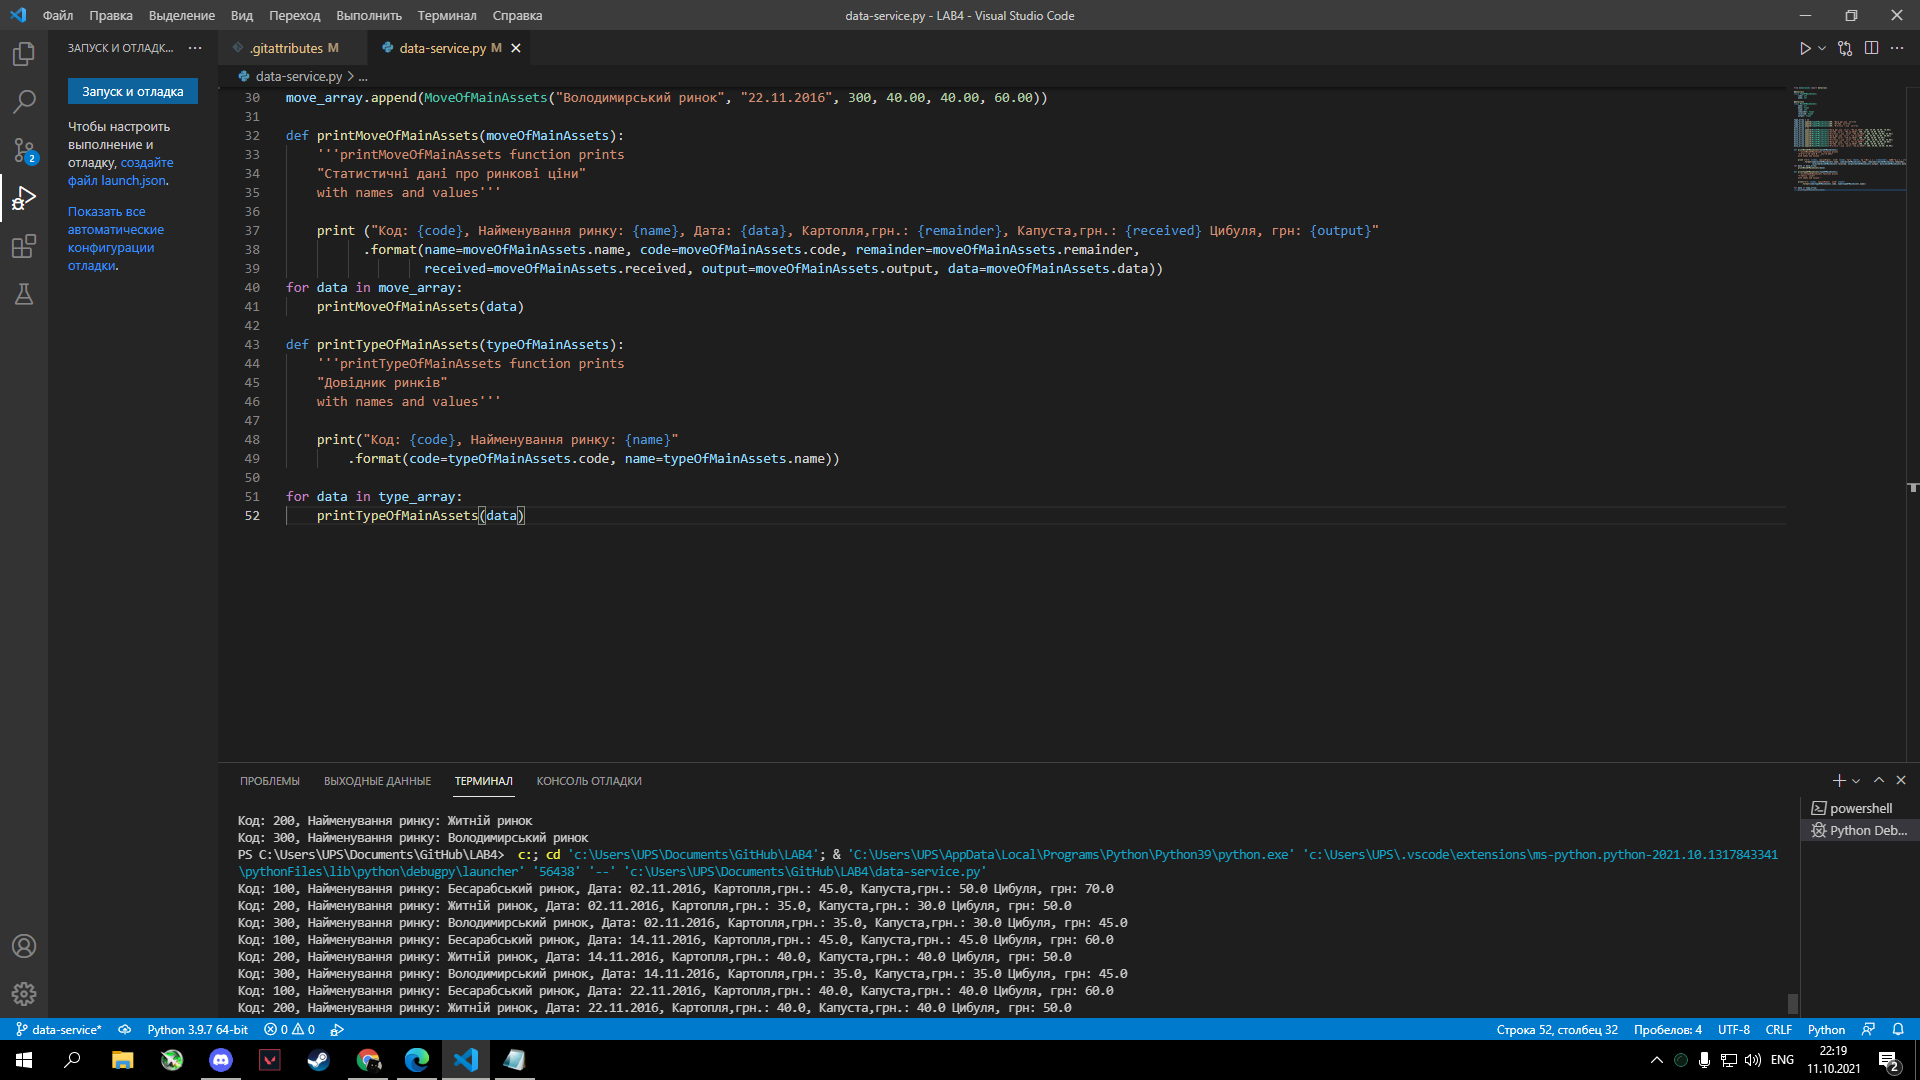 Файл Правка Выделение Вид Переход Выполнить Терминал Справка
data-service.py - LAB4 - Visual Studio Code
ЗАПУСК И ОТЛАДК... ···
Запуск и отладка
Чтобы настроить
выполнение и
отладку, создайте
файл launch.json.
Показать все
автоматические
конфигурации
отладки.
2
.gitattributes M
data-service.py M
data-service.py > ...
30 move_array.append(MoveOfMainAssets("Володимирський ринок", "22.11.2016", 300, 40.00, 40.00, 60.00))
31
32 def printMoveOfMainAssets(moveOfMainAssets):
33 '''printMoveOfMainAssets function prints
34 "Статистичні дані про ринкові ціни"
35 with names and values'''
36
37 print ("Код: {code}, Найменування ринку: {name}, Дата: {data}, Картопля,грн.: {remainder}, Капуста,грн.: {received} Цибуля, грн: {output}"
38 .format(name=moveOfMainAssets.name, code=moveOfMainAssets.code, remainder=moveOfMainAssets.remainder,
39 received=moveOfMainAssets.received, output=moveOfMainAssets.output, data=moveOfMainAssets.data))
40 for data in move_array:
41 printMoveOfMainAssets(data)
42
43 def printTypeOfMainAssets(typeOfMainAssets):
44 '''printTypeOfMainAssets function prints
45 "Довідник ринків"
46 with names and values'''
47
48 print("Код: {code}, Найменування ринку: {name}"
49 .format(code=typeOfMainAssets.code, name=typeOfMainAssets.name))
50
51 for data in type_array:
52 printTypeOfMainAssets(data)
ПРОБЛЕМЫ ВЫХОДНЫЕ ДАННЫЕ ТЕРМИНАЛ КОНСОЛЬ ОТЛАДКИ
powershell
Python Deb...
Код: 200, Найменування ринку: Житній ринок
Код: 300, Найменування ринку: Володимирський ринок
PS C:\Users\UPS\Documents\GitHub\LAB4> c:; cd 'c:\Users\UPS\Documents\GitHub\LAB4'; & 'C:\Users\UPS\AppData\Local\Programs\Python\Python39\python.exe' 'c:\Users\UPS\.vscode\extensions\ms-python.python-2021.10.1317843341
\pythonFiles\lib\python\debugpy\launcher' '56438' '--' 'c:\Users\UPS\Documents\GitHub\LAB4\data-service.py'
Код: 100, Найменування ринку: Бесарабський ринок, Дата: 02.11.2016, Картопля,грн.: 45.0, Капуста,грн.: 50.0 Цибуля, грн: 70.0
Код: 200, Найменування ринку: Житній ринок, Дата: 02.11.2016, Картопля,грн.: 35.0, Капуста,грн.: 30.0 Цибуля, грн: 50.0
Код: 300, Найменування ринку: Володимирський ринок, Дата: 02.11.2016, Картопля,грн.: 35.0, Капуста,грн.: 30.0 Цибуля, грн: 45.0
Код: 100, Найменування ринку: Бесарабський ринок, Дата: 14.11.2016, Картопля,грн.: 45.0, Капуста,грн.: 45.0 Цибуля, грн: 60.0
Код: 200, Найменування ринку: Житній ринок, Дата: 14.11.2016, Картопля,грн.: 40.0, Капуста,грн.: 40.0 Цибуля, грн: 50.0
Код: 300, Найменування ринку: Володимирський ринок, Дата: 14.11.2016, Картопля,грн.: 35.0, Капуста,грн.: 35.0 Цибуля, грн: 45.0
Код: 100, Найменування ринку: Бесарабський ринок, Дата: 22.11.2016, Картопля,грн.: 40.0, Капуста,грн.: 40.0 Цибуля, грн: 60.0
Код: 200, Найменування ринку: Житній ринок, Дата: 22.11.2016, Картопля,грн.: 40.0, Капуста,грн.: 40.0 Цибуля, грн: 50.0
data-service* Python 3.9.7 64-bit 0 0
Строка 52, столбец 32 Пробелов: 4 UTF-8 CRLF Python
ENG
22:19
11.10.2021
2